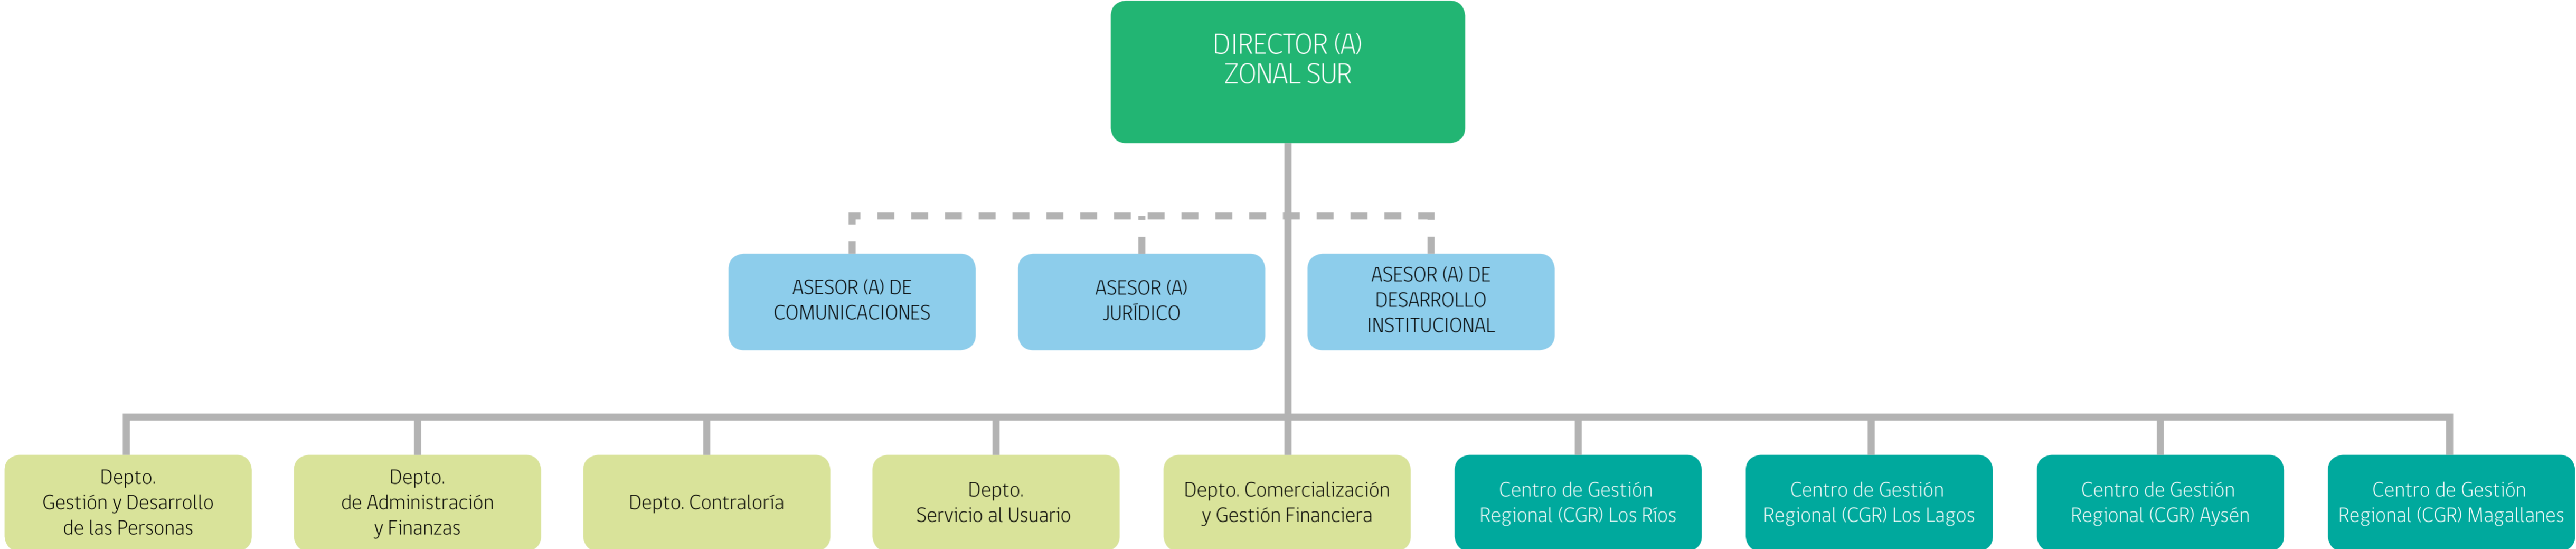 DIRECTOR (A)
ZONAL SUR
ASESOR (A) DE
COMUNICACIONES
ASESOR (A)
JURÍDICO
ASESOR (A) DE
DESARROLLO
INSTITUCIONAL
Depto.
Gestión y Desarrollo
de las Personas
Depto.
de Administración
y Finanzas
Depto. Contraloría
Depto.
Servicio al Usuario
Depto. Comercialización
y Gestión Financiera
Centro de Gestión
Regional (CGR) Los Ríos
Centro de Gestión
Regional (CGR) Los Lagos
Centro de Gestión
Regional (CGR) Aysén
Centro de Gestión
Regional (CGR) Magallanes